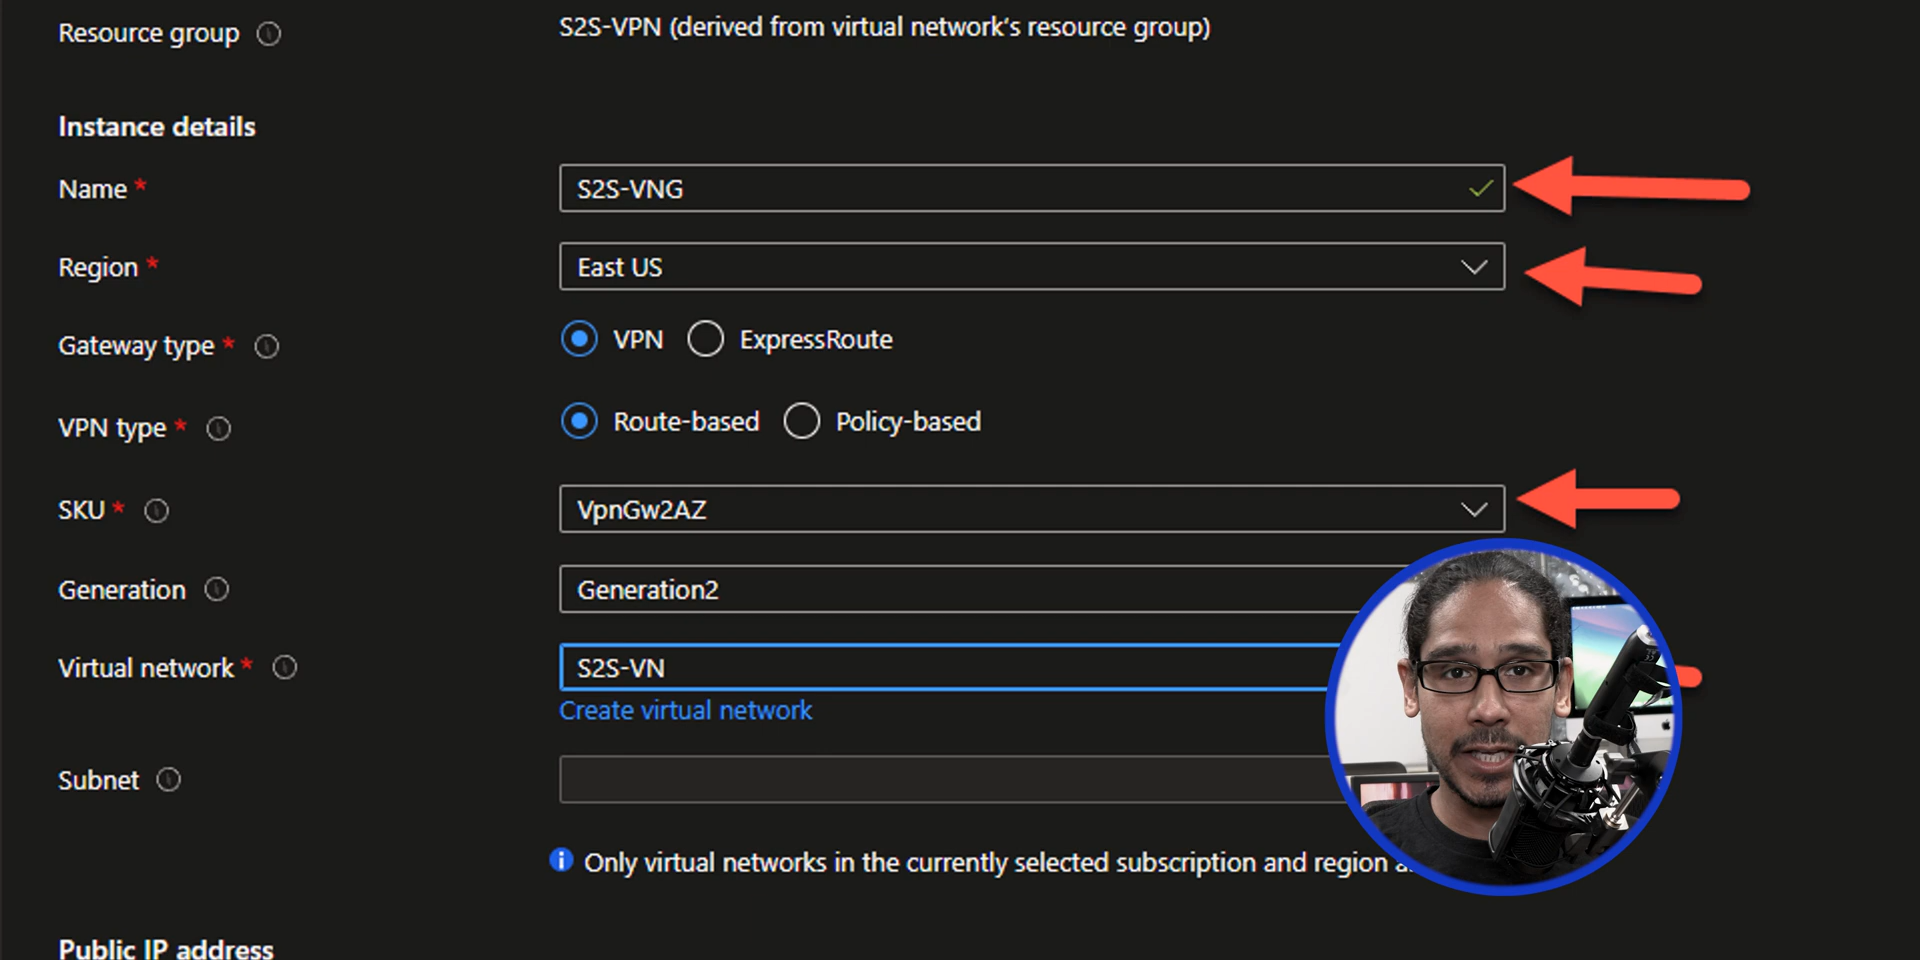 Resource group
S2S-VPN (derived from virtual network's resource group)
Instance details
Name *
S2S-VNG
Region *
East US
Gateway type *
VPN
ExpressRoute
VPN type *
Route-based
Policy-based
SKU *
VpnGw2AZ
Generation
Generation2
Virtual network *
S2S-VN
Create virtual network
Subnet
Only virtual networks in the currently selected subscription and region
Public IP address